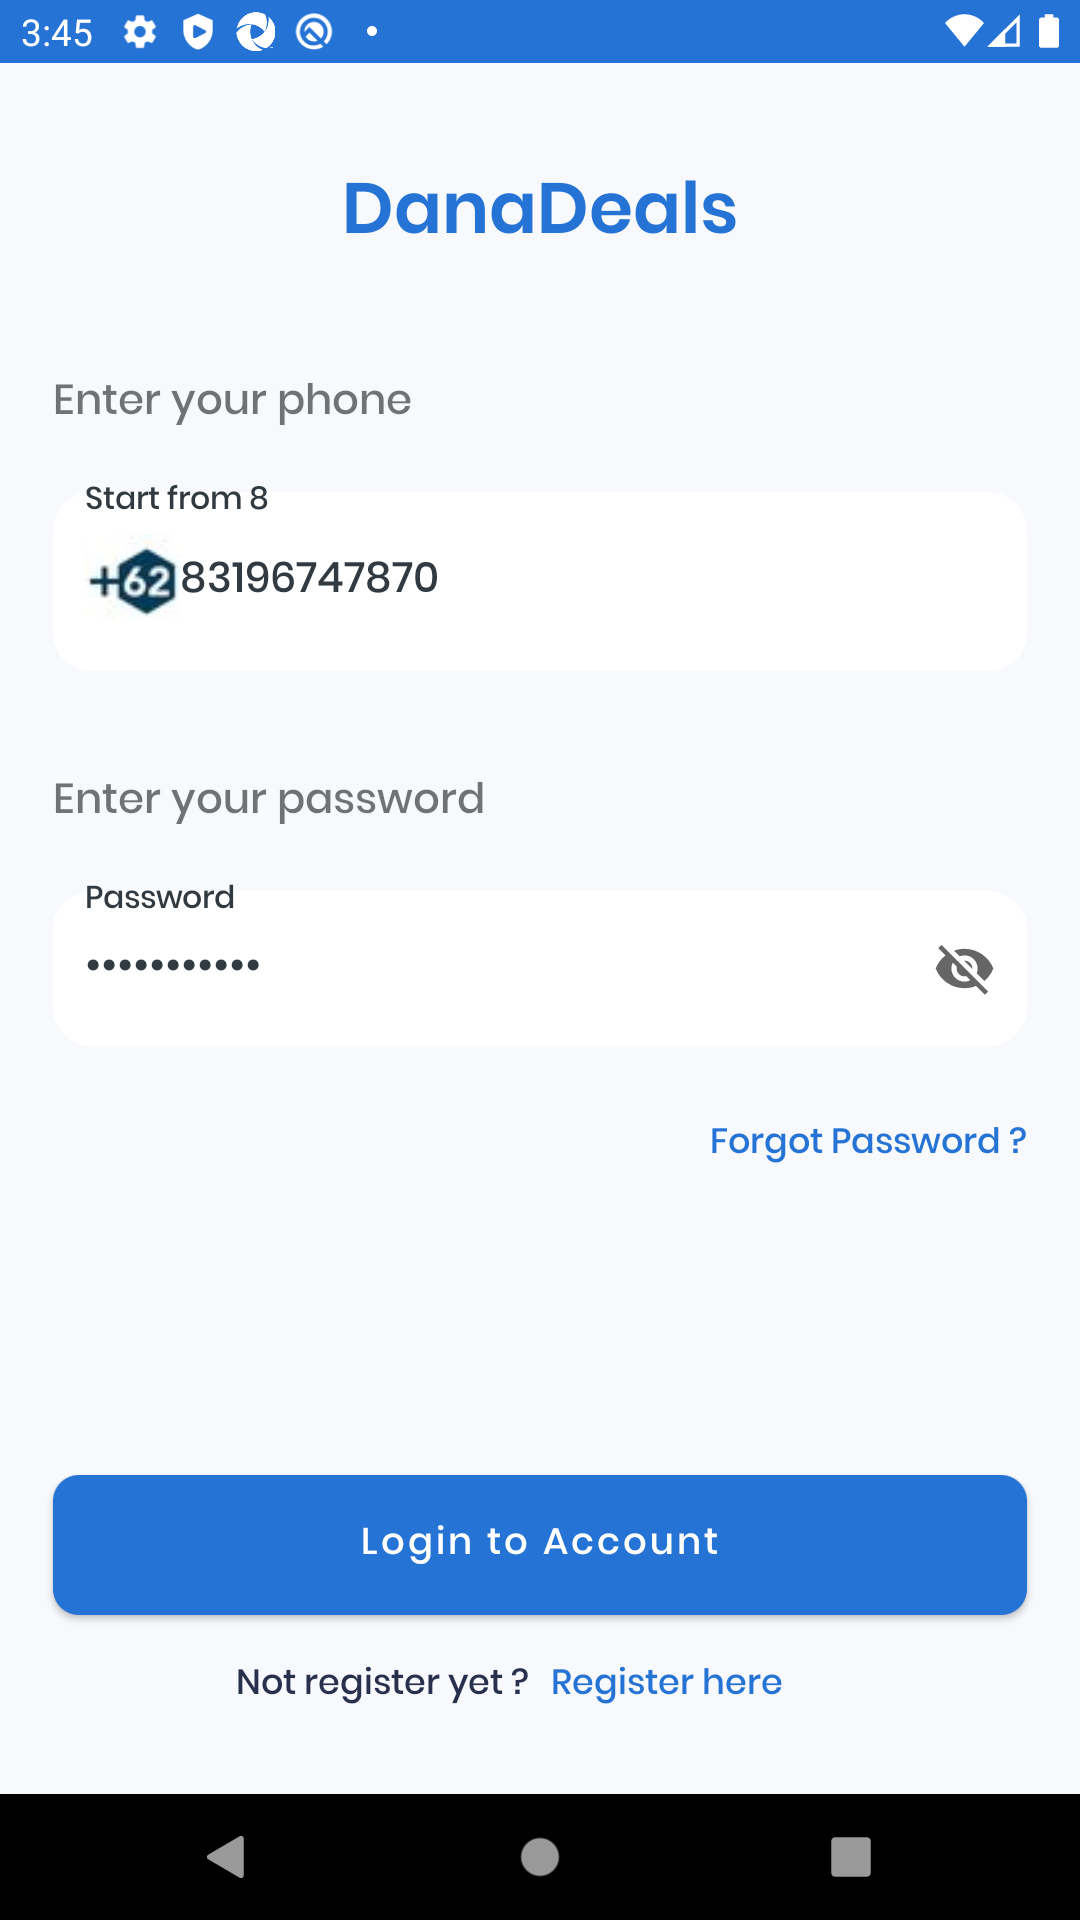 3:45
DanaDeals
Enter your phone
Start from 8
+62 83196747870
Enter your password
Password
•••••••••••
Forgot Password ?
Login to Account
Not register yet ? Register here